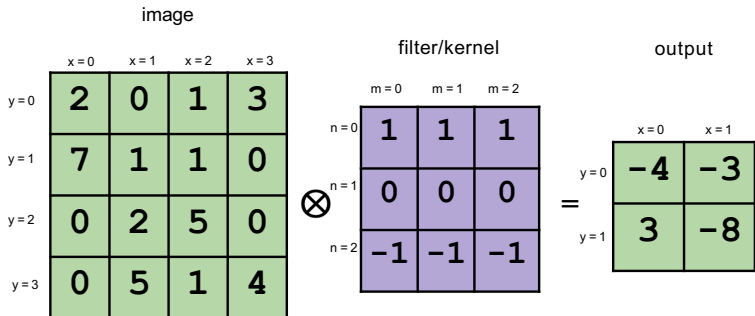 image
filter/kernel
output
x = 0 x = 1 x = 2 x = 3
y = 0 2 0 1 3
y = 1 7 1 1 0
y = 2 0 2 5 0
y = 3 0 5 1 4
⊗
m = 0 m = 1 m = 2
n = 0 1 1 1
n = 1 0 0 0
n = 2 -1 -1 -1
=
x = 0 x = 1
y = 0 -4 -3
y = 1 3 -8